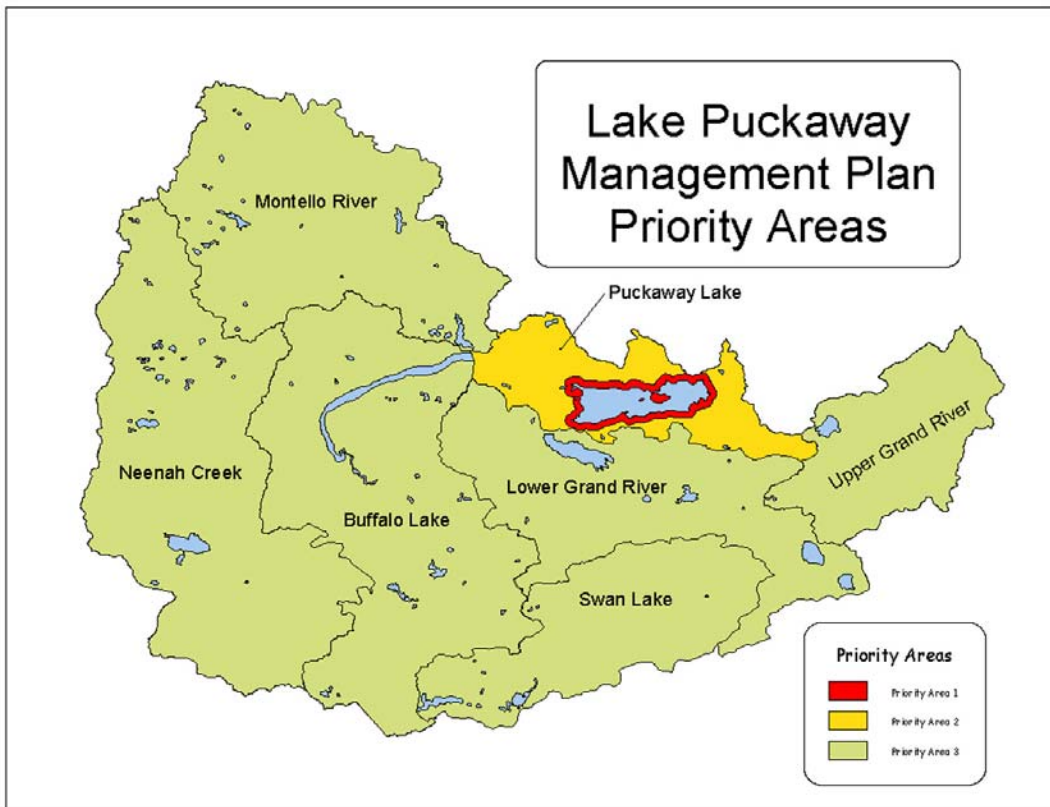 Lake Puckaway
Management Plan
Priority Areas
Montello River
Puckaway Lake
Upper Grand River
Neenah Creek
Lower Grand River
Buffalo Lake
Swan Lake
Priority Areas
Priority Area 1
Priority Area 2
Priority Area 3